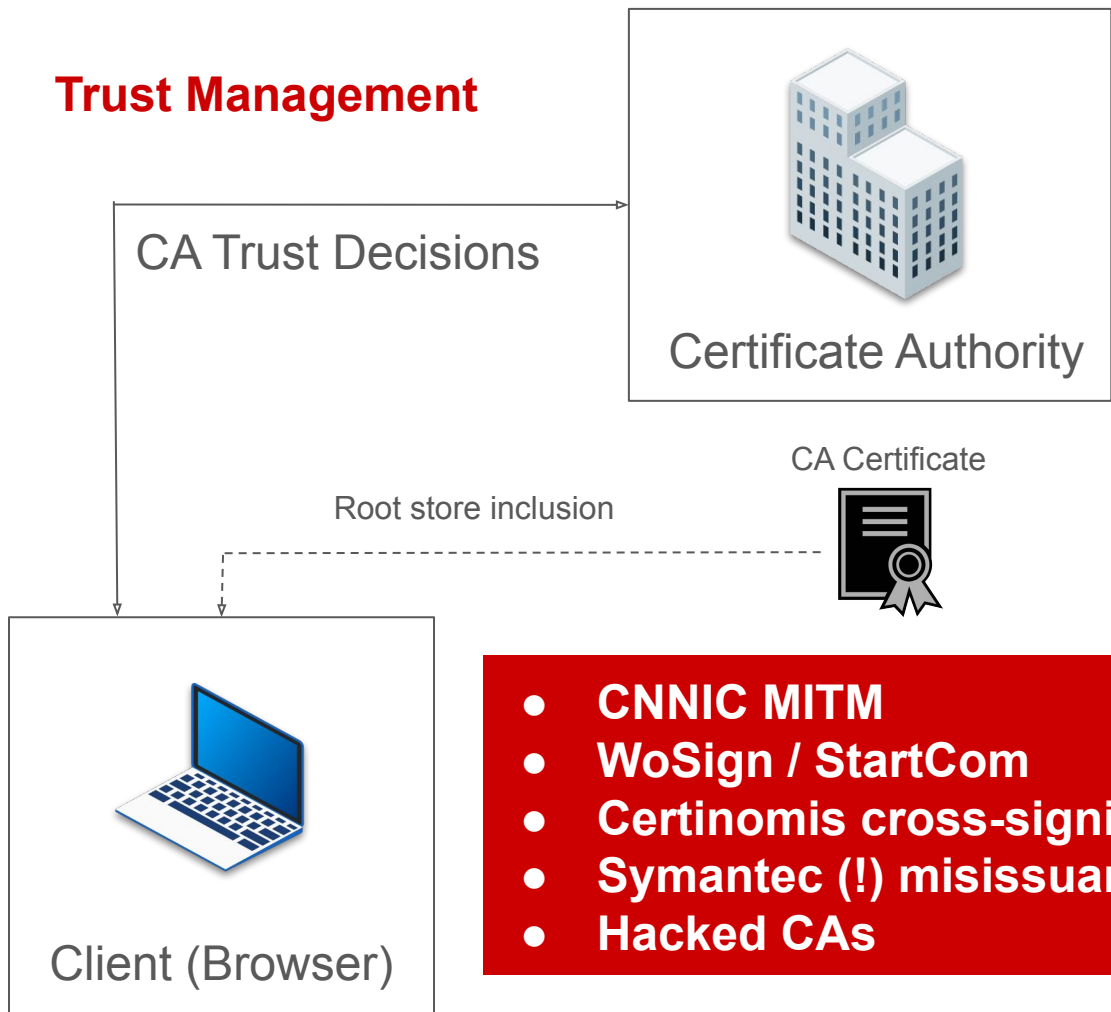 Trust Management
CA Trust Decisions
Certificate Authority
CA Certificate
Root store inclusion
Client (Browser)
● CNNIC MITM
● WoSign / StartCom
● Certinomis cross-signi
● Symantec (!) misissuan
● Hacked CAs